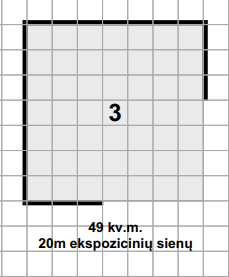 3
49 kv.m.
20m ekspozicinių sienų